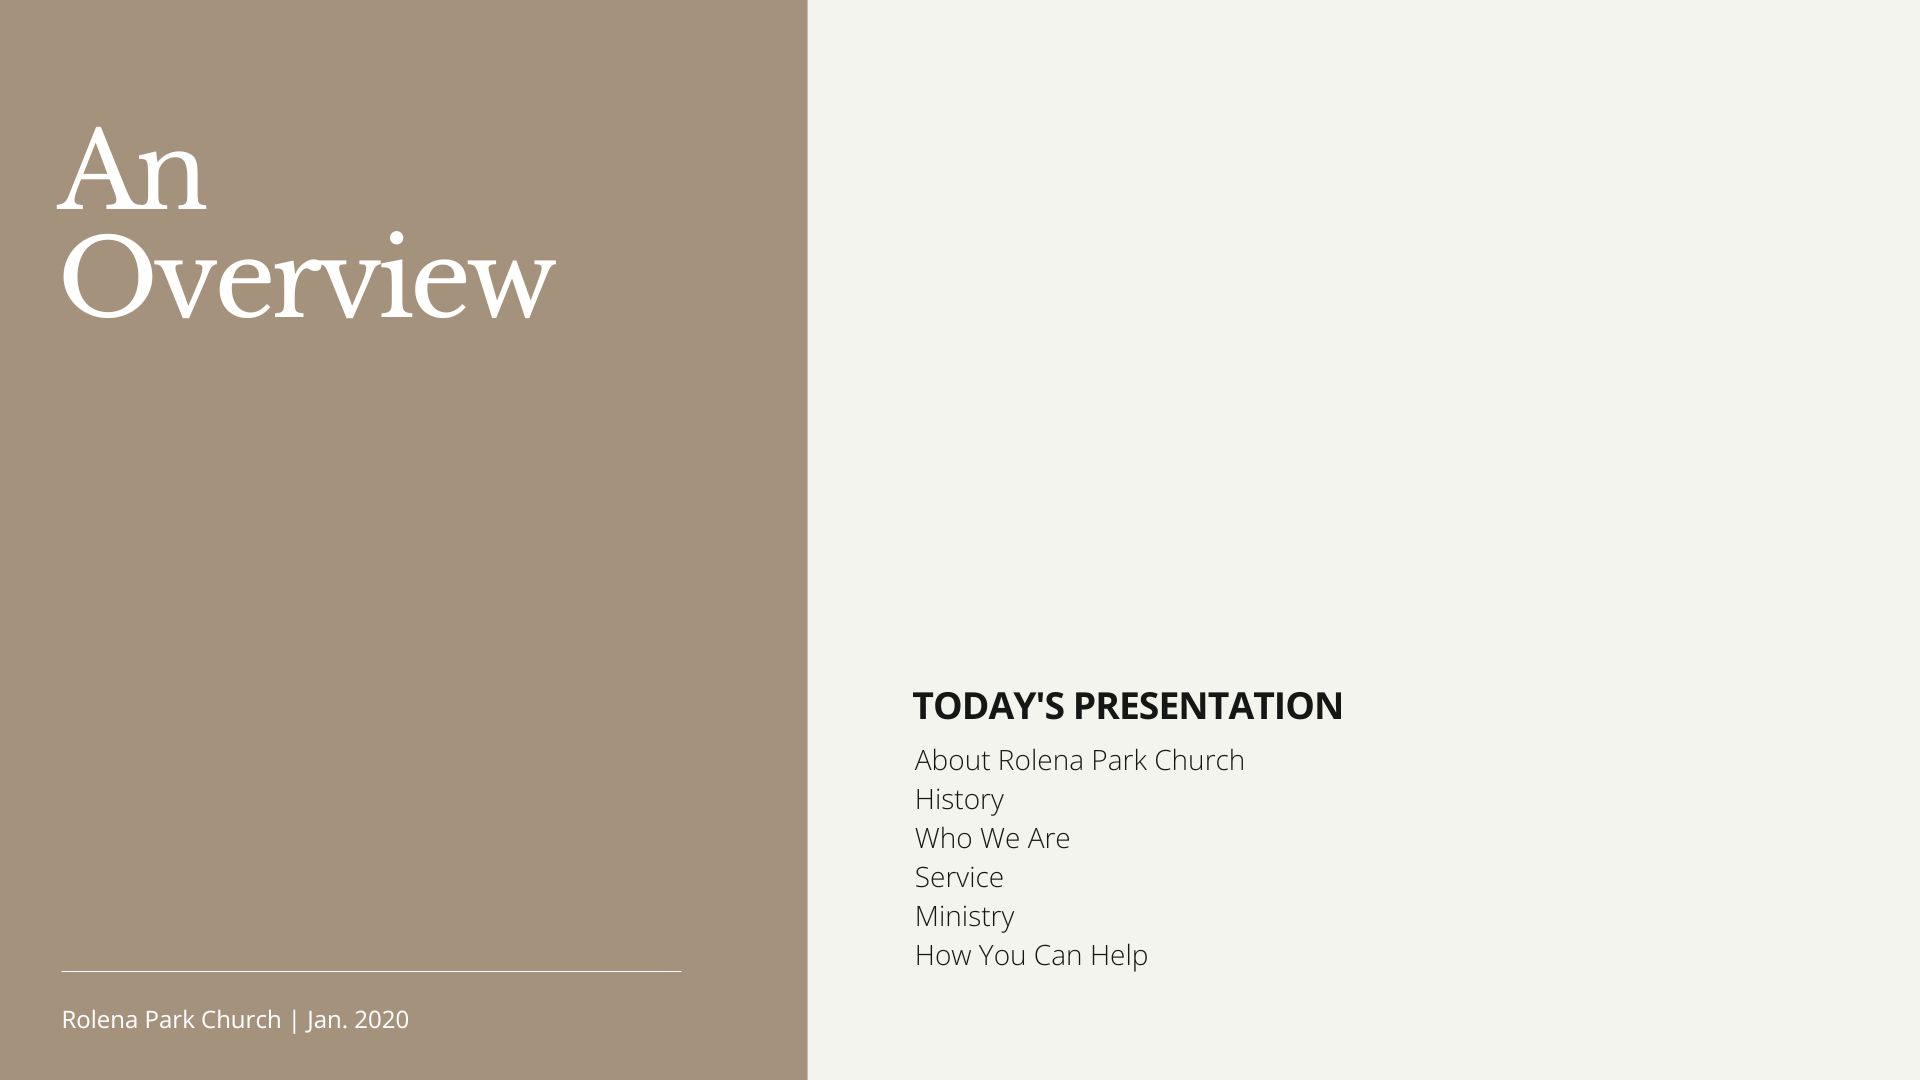 An
Overview
Rolena Park Church | Jan. 2020
TODAY'S PRESENTATION
About Rolena Park Church
History
Who We Are
Service
Ministry
How You Can Help